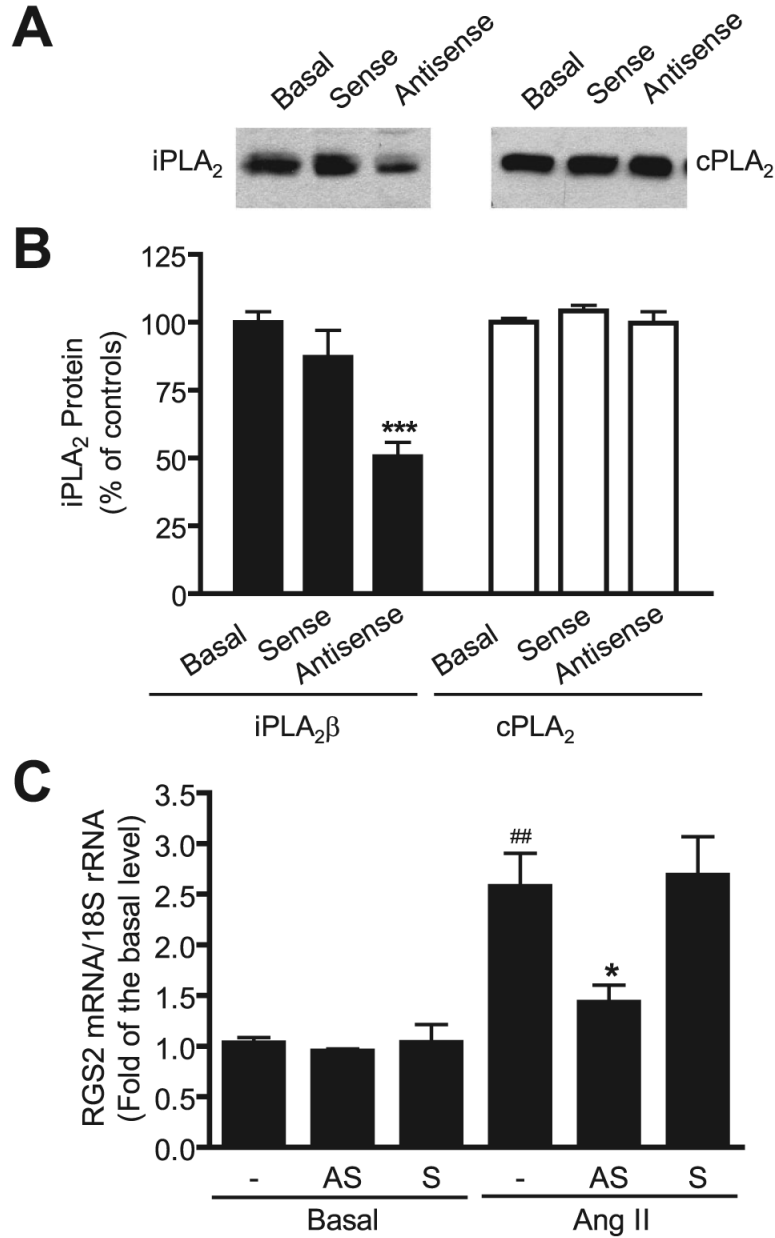 A
Basal Sense Antisense Basal Sense Antisense
iPLA2 cPLA2
B
iPLA2 Protein
(% of controls)
125
100
75
50
25
0
***
Basal Sense Antisense Basal Sense Antisense
iPLA2β cPLA2
C
RGS2 mRNA/18S rRNA
(Fold of the basal level)
3.5
3.0
2.5
2.0
1.5
1.0
0.5
0.0
##
*
- AS S - AS S
Basal Ang II